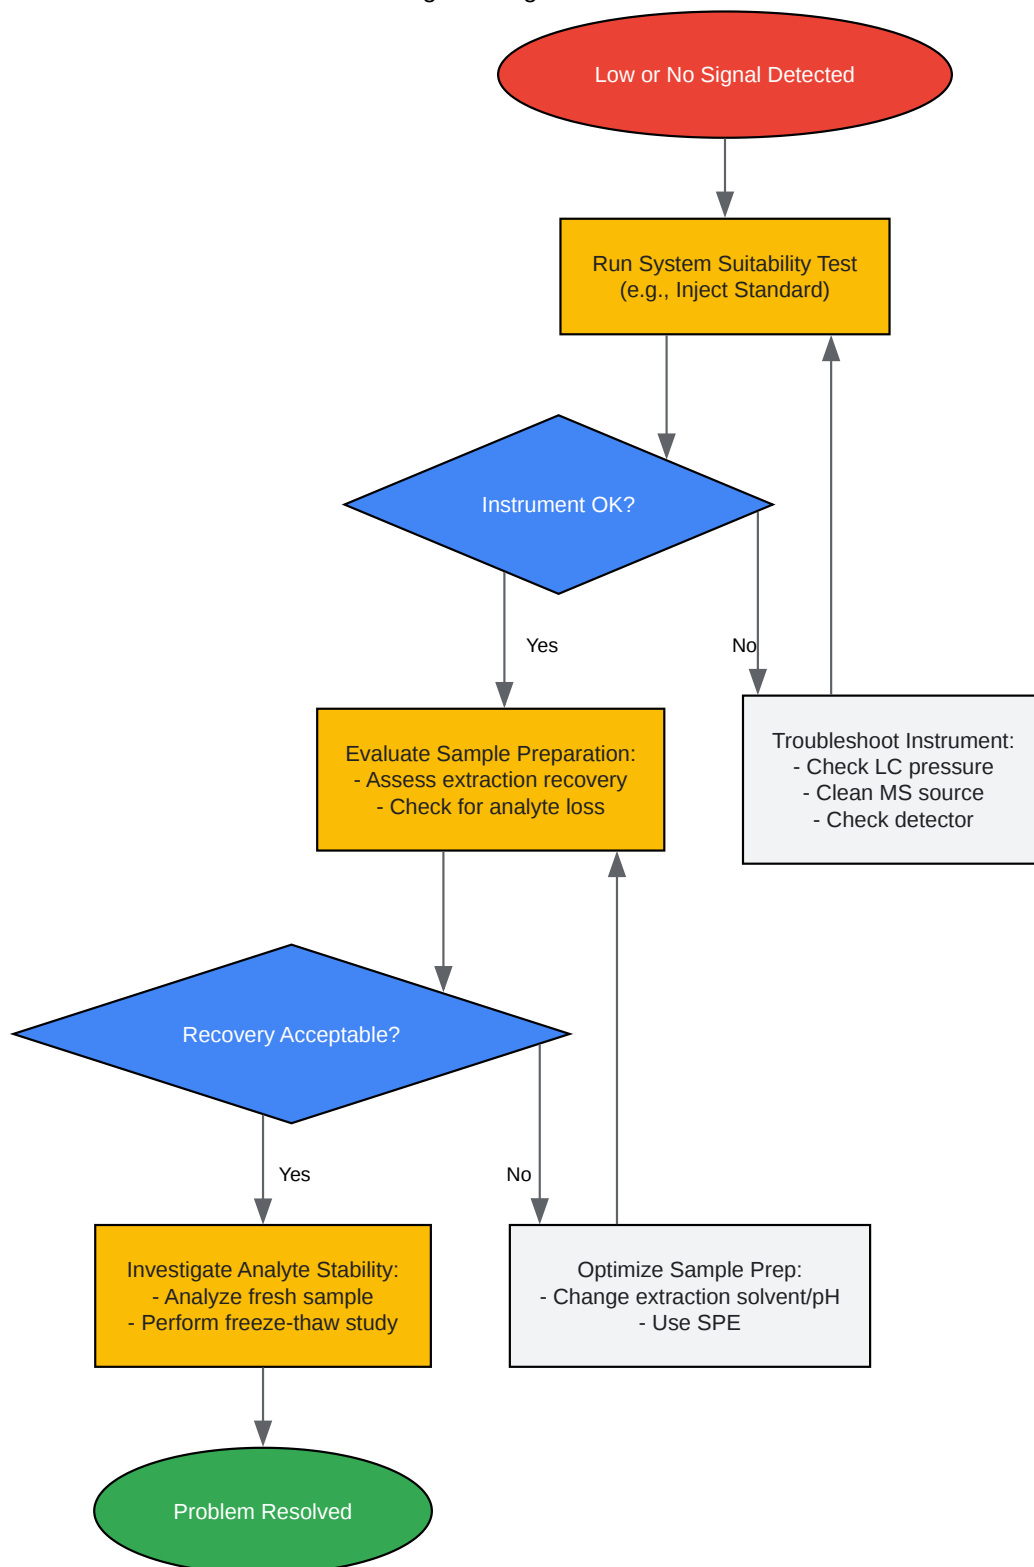 Low or No Signal Detected
Run System Suitability Test
(e.g., Inject Standard)
Instrument OK?
Yes
No
Evaluate Sample Preparation:
- Assess extraction recovery
- Check for analyte loss
Troubleshoot Instrument:
- Check LC pressure
- Clean MS source
- Check detector
Recovery Acceptable?
Yes
No
Investigate Analyte Stability:
- Analyze fresh sample
- Perform freeze-thaw study
Optimize Sample Prep:
- Change extraction solvent/pH
- Use SPE
Problem Resolved